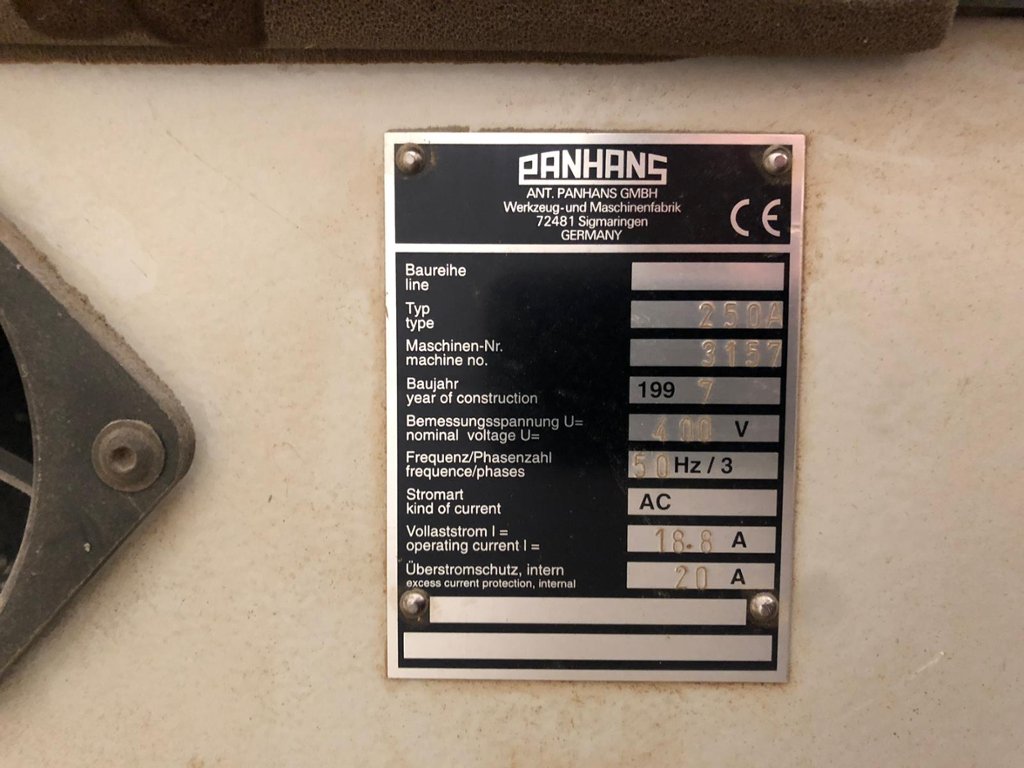 PANHANS
ANT. PANHANS GMBH
Werkzeug-und Maschinenfabrik
72481 Sigmaringen
GERMANY
CE
Baureihe
line
Typ
type 250A
Maschinen-Nr.
machine no. 3157
Baujahr
year of construction 199 7
Bemessungsspannung U=
nominal voltage U= 400 V
Frequenz/Phasenzahl
frequence/phases 50 Hz / 3
Stromart
kind of current AC
Vollaststrom I =
operating current I = 18.8 A
Überstromschutz, intern
excess current protection, internal 20 A